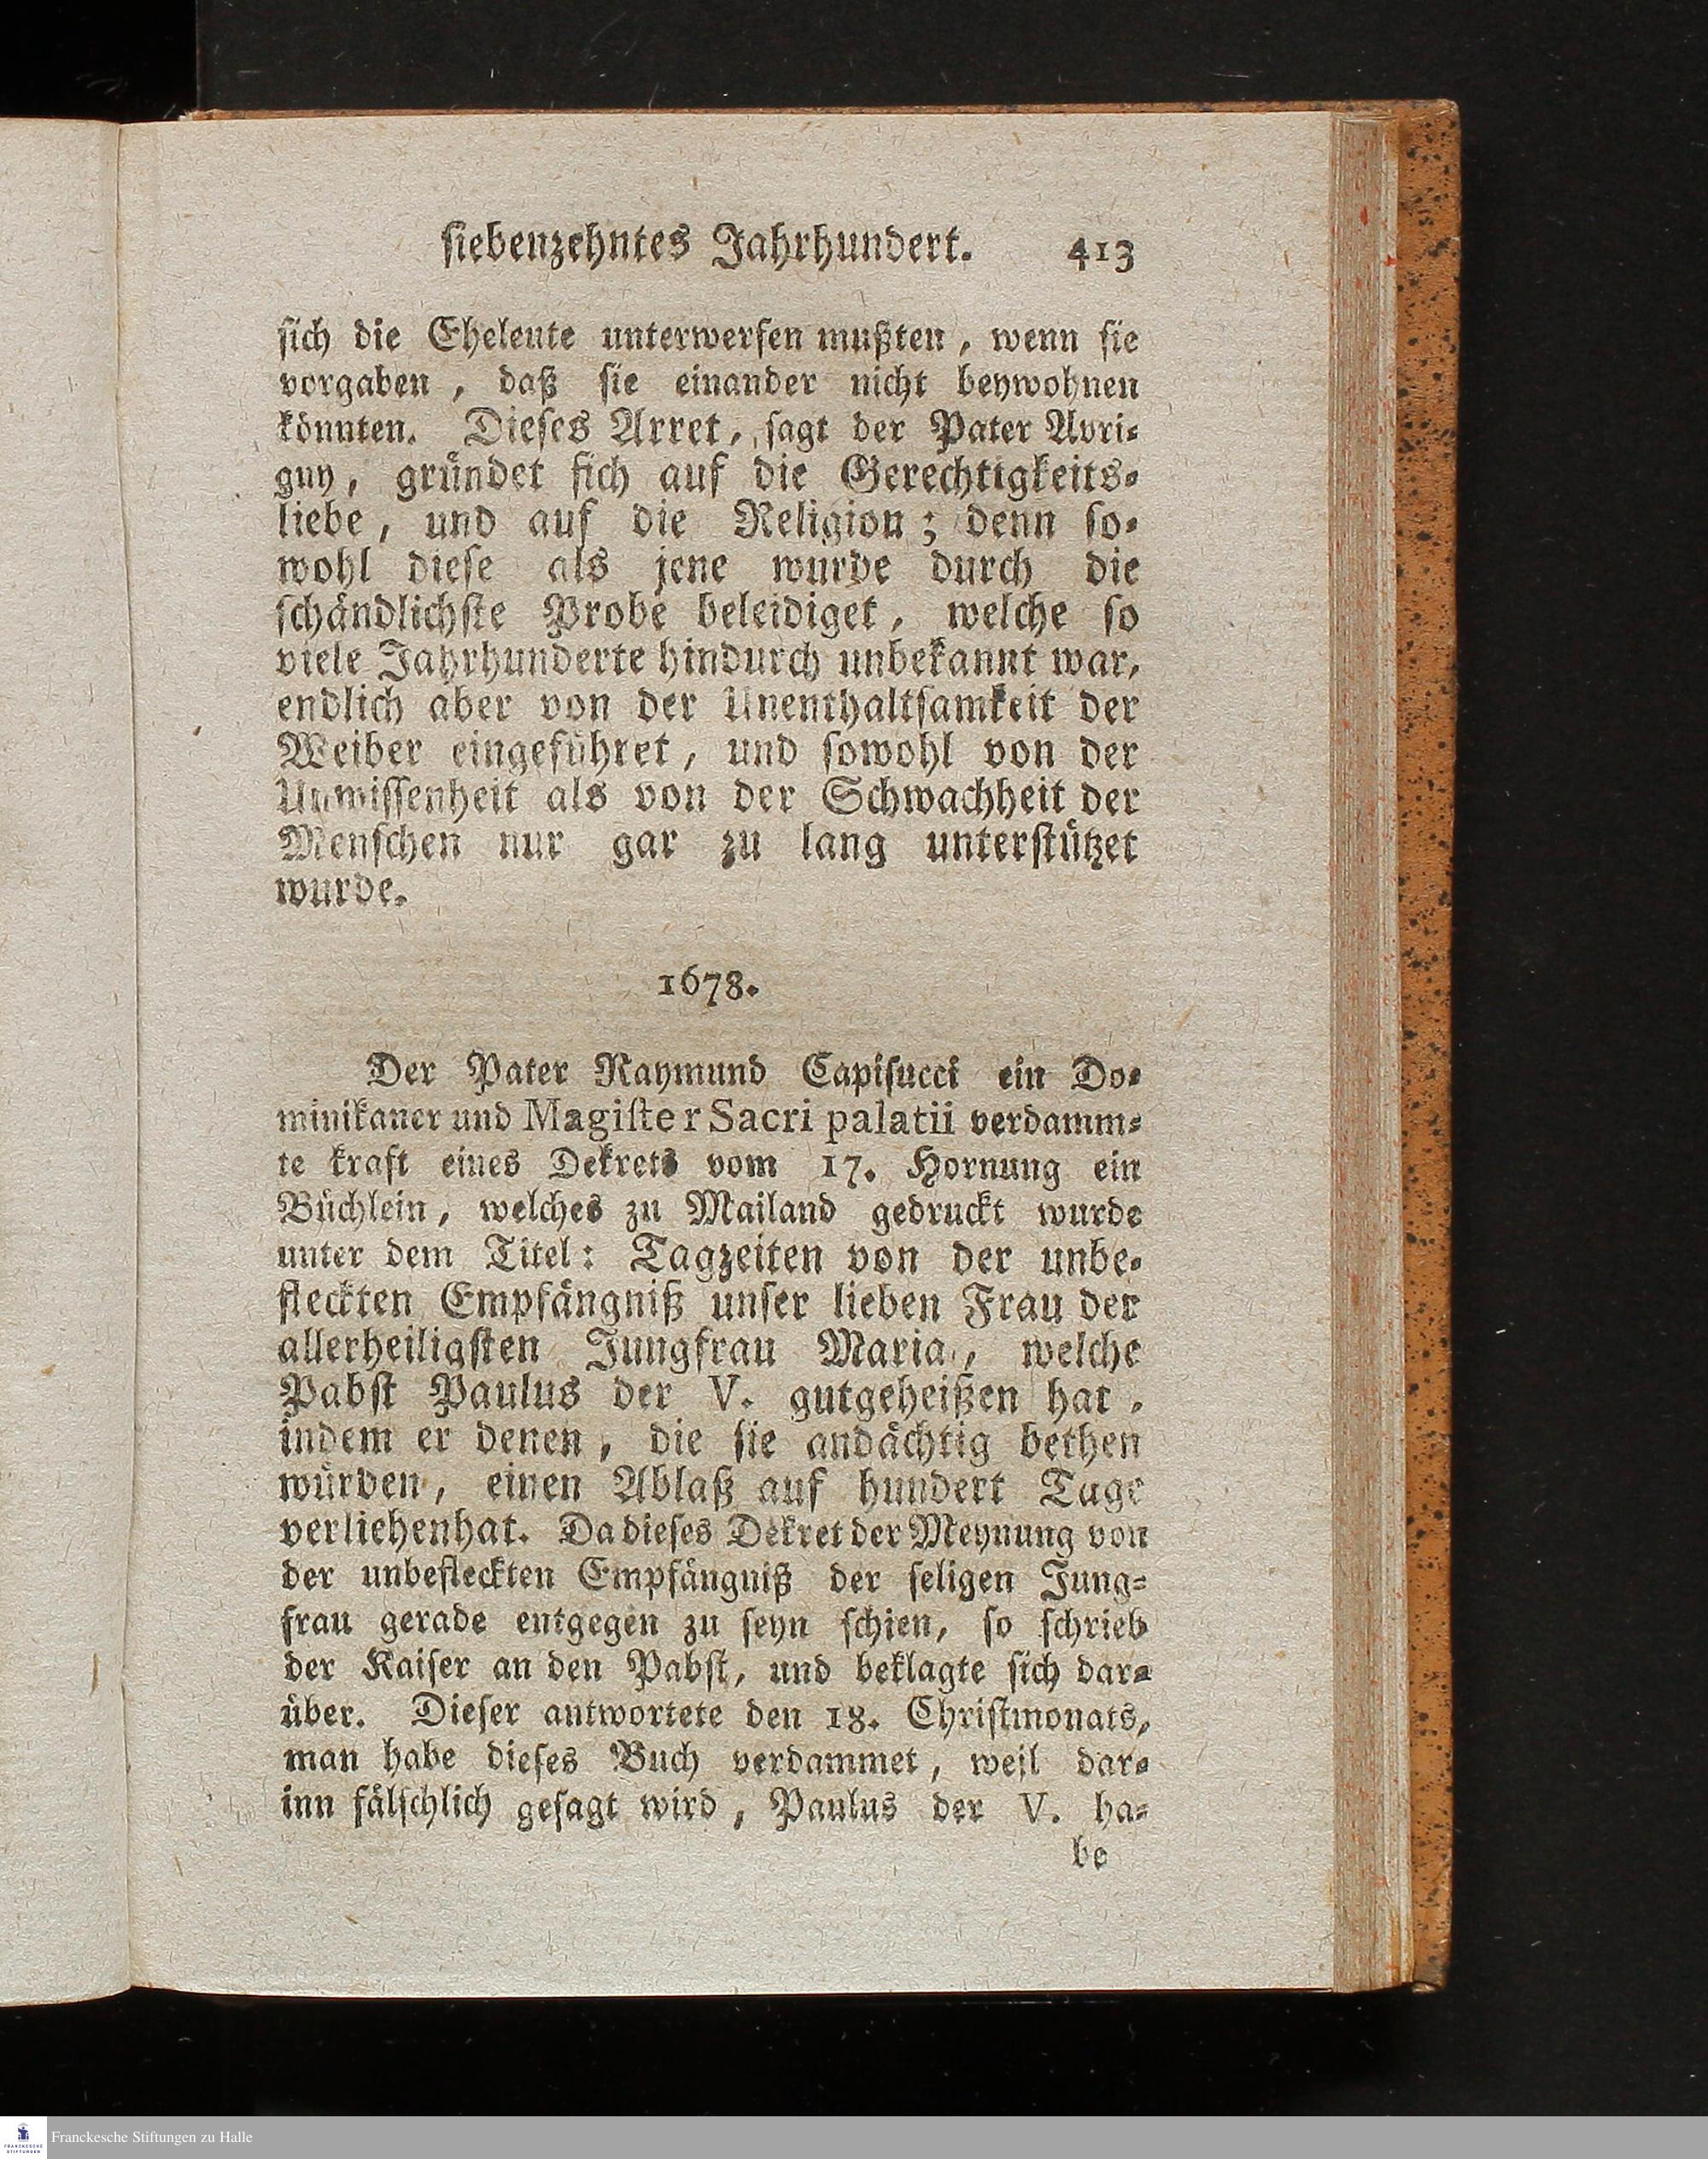 siebenzehntes Jahrhundert. 413
sich die Eheleute unterwerfen mußten, wenn sie
vorgaben, daß sie einander nicht beywohnen
könnten. Dieses Arret, sagt der Pater Avri-
gny, gründet sich auf die Gerechtigkeits-
liebe, und auf die Religion; denn so-
wohl diese als jene wurde durch die
schändlichste Probe beleidiget, welche so
viele Jahrhunderte hindurch unbekannt war,
endlich aber von der Unenthaltsamkeit der
Weiber eingeführet, und sowohl von der
Unwissenheit als von der Schwachheit der
Menschen nur gar zu lang unterstützet
wurde.
1678.
Der Pater Raymund Capisucci ein Do-
minikaner und Magister Sacri palatii verdamm-
te kraft eines Dekrets vom 17. Hornung ein
Büchlein, welches zu Mailand gedruckt wurde
unter dem Titel: Tagzeiten von der unbe-
fleckten Empfängniß unser lieben Frau der
allerheiligsten Jungfrau Maria, welche
Pabst Paulus der V. gutgeheißen hat,
indem er denen, die sie andächtig bethen
würden, einen Ablaß auf hundert Tage
verliehenhat. Da dieses Dekret der Meynung von
der unbefleckten Empfängniß der seligen Jung-
frau gerade entgegen zu seyn schien, so schrieb
der Kaiser an den Pabst, und beklagte sich dar-
über. Dieser antwortete den 18. Christmonats,
man habe dieses Buch verdammet, weil dar-
inn fälschlich gesagt wird, Paulus der V. ha-
be
FRANCKESCHE
STIFTUNGEN
Franckesche Stiftungen zu Halle